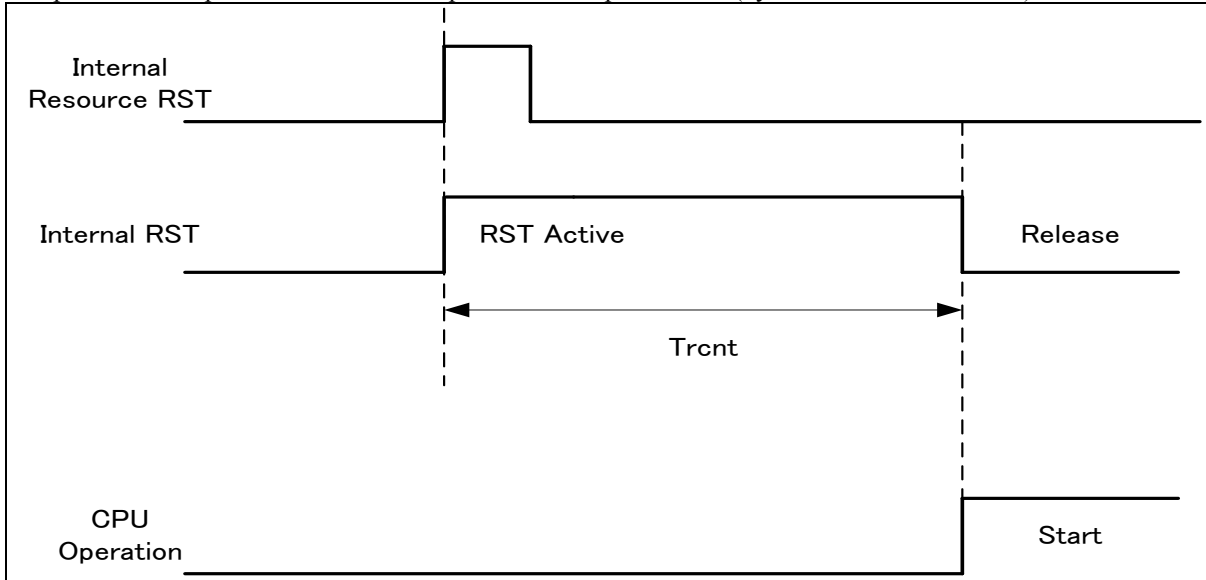 Internal
Resource RST
Internal RST
RST Active
Release
Trcnt
CPU
Operation
Start